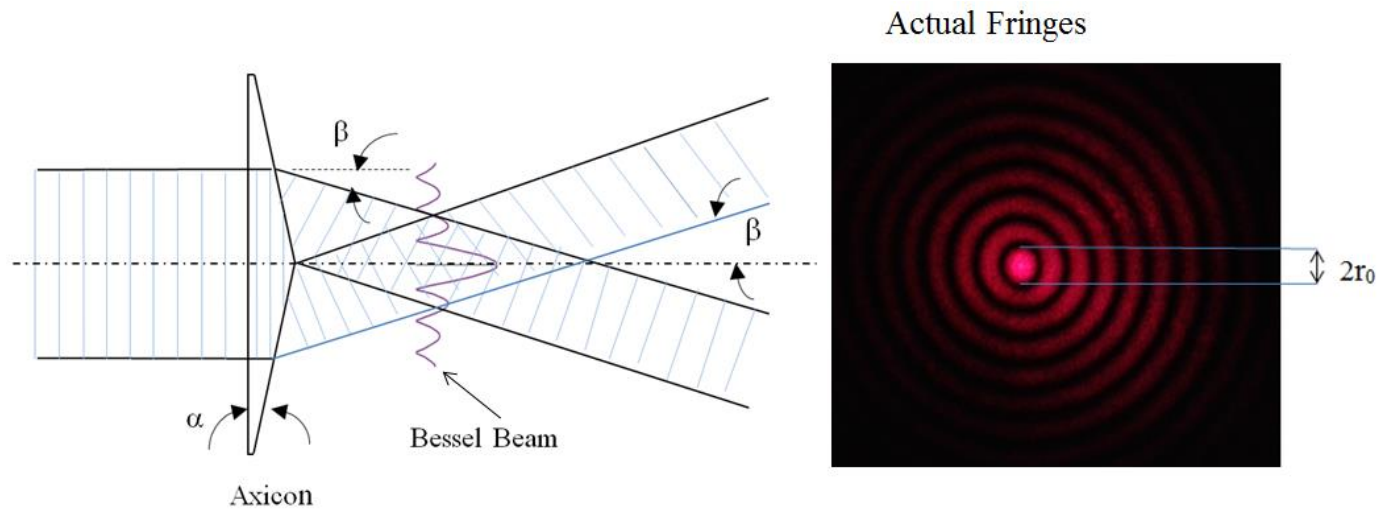 Actual Fringes
β
β
2r₀
α
Bessel Beam
Axicon